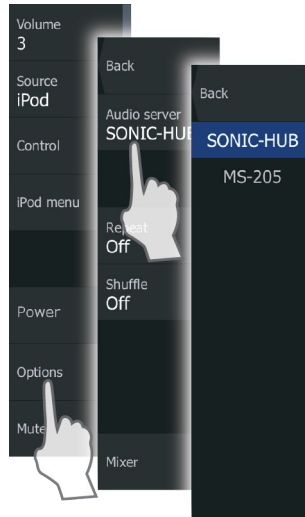 Volume
3
Source
iPod
Control
iPod menu
Power
Options
Mute
Back
Audio server
SONIC-HUB
Repeat
Off
Shuffle
Off
Mixer
Back
SONIC-HUB
MS-205